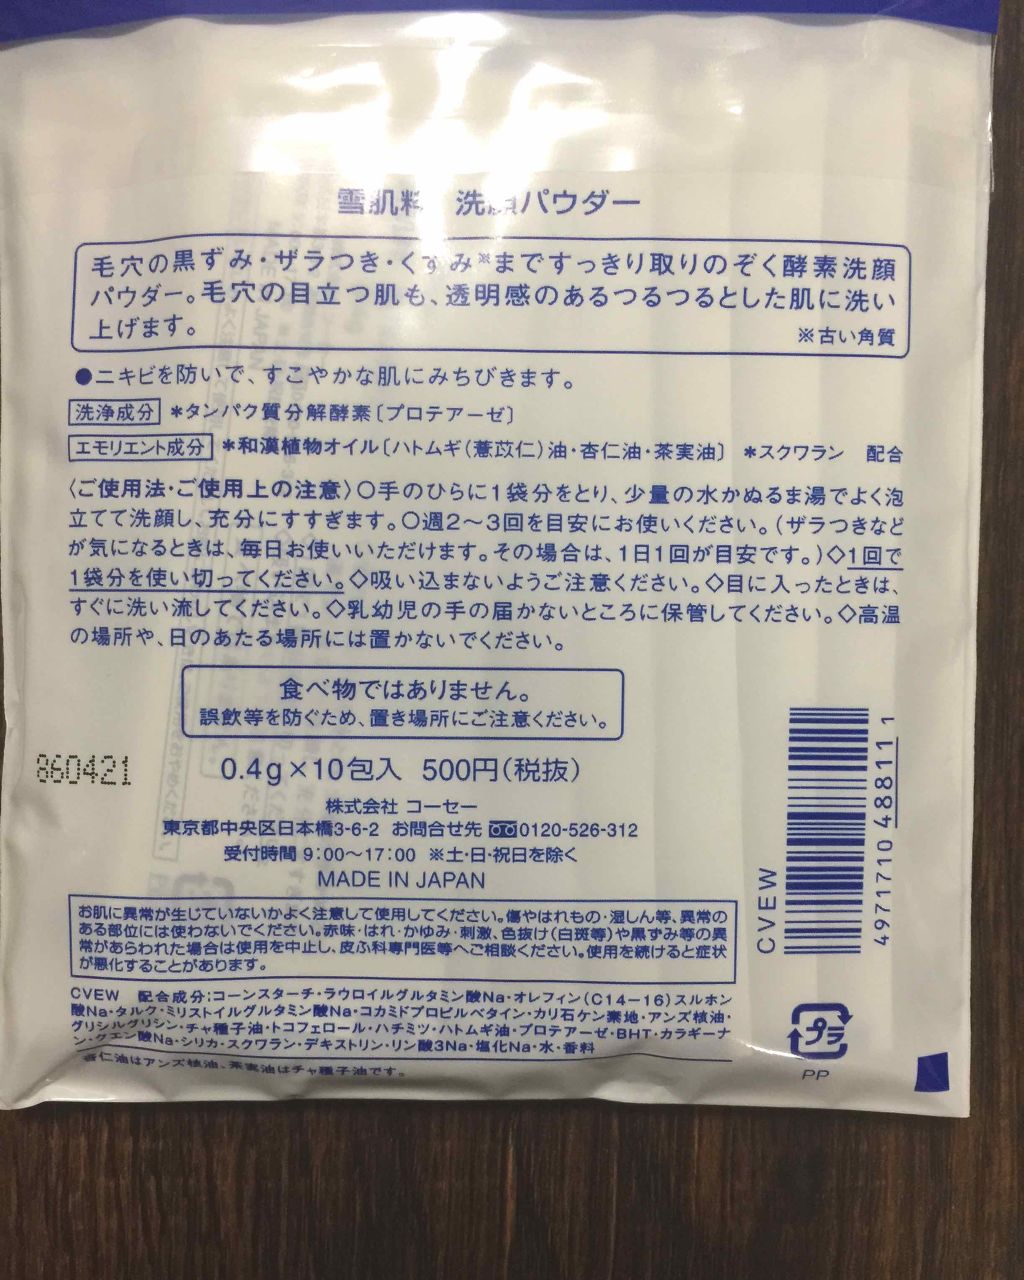 雪肌粋 洗顔パウダー
毛穴の黒ずみ・ザラつき・くすみ※まですっきり取りのぞく酵素洗顔
パウダー。毛穴の目立つ肌も、透明感のあるつるつるとした肌に洗い
上げます。
※古い角質
●ニキビを防いで、すこやかな肌にみちびきます。
洗浄成分 *タンパク質分解酵素〔プロテアーゼ〕
エモリエント成分 *和漢植物オイル〔ハトムギ(薏苡仁)油・杏仁油・茶実油〕 *スクワラン 配合
〈ご使用法・ご使用上の注意〉○手のひらに1袋分をとり、少量の水かぬるま湯でよく泡
立てて洗顔し、充分にすすぎます。○週2〜3回を目安にお使いください。(ザラつきなど
が気になるときは、毎日お使いいただけます。その場合は、1日1回が目安です。)◇1回で
1袋分を使い切ってください。◇吸い込まないようご注意ください。◇目に入ったときは、
すぐに洗い流してください。◇乳幼児の手の届かないところに保管してください。◇高温
の場所や、日のあたる場所には置かないでください。
食べ物ではありません。
誤飲等を防ぐため、置き場所にご注意ください。
860421
0.4g×10包入 500円(税抜)
株式会社 コーセー
東京都中央区日本橋3-6-2 お問合せ先 0120-526-312
受付時間 9:00〜17:00 ※土・日・祝日を除く
MADE IN JAPAN
CVEW
4971710 488111
お肌に異常が生じていないかよく注意して使用してください。傷やはれもの・湿しん等、異常の
ある部位には使わないでください。赤味・はれ・かゆみ・刺激、色抜け(白斑等)や黒ずみ等の異
常があらわれた場合は使用を中止し、皮ふ科専門医等へご相談ください。使用を続けると症状
が悪化することがあります。
CVEW 配合成分:コーンスターチ・ラウロイルグルタミン酸Na・オレフィン(C14-16)スルホン
酸Na・タルク・ミリストイルグルタミン酸Na・コカミドプロピルベタイン・カリ石ケン素地・アンズ核油・
グリシルグリシン・チャ種子油・トコフェロール・ハチミツ・ハトムギ油・プロテアーゼ・BHT・カラギーナ
ン・クエン酸Na・シリカ・スクワラン・デキストリン・リン酸3Na・塩化Na・水・香料
杏仁油はアンズ核油、茶実油はチャ種子油です。
プラ
PP